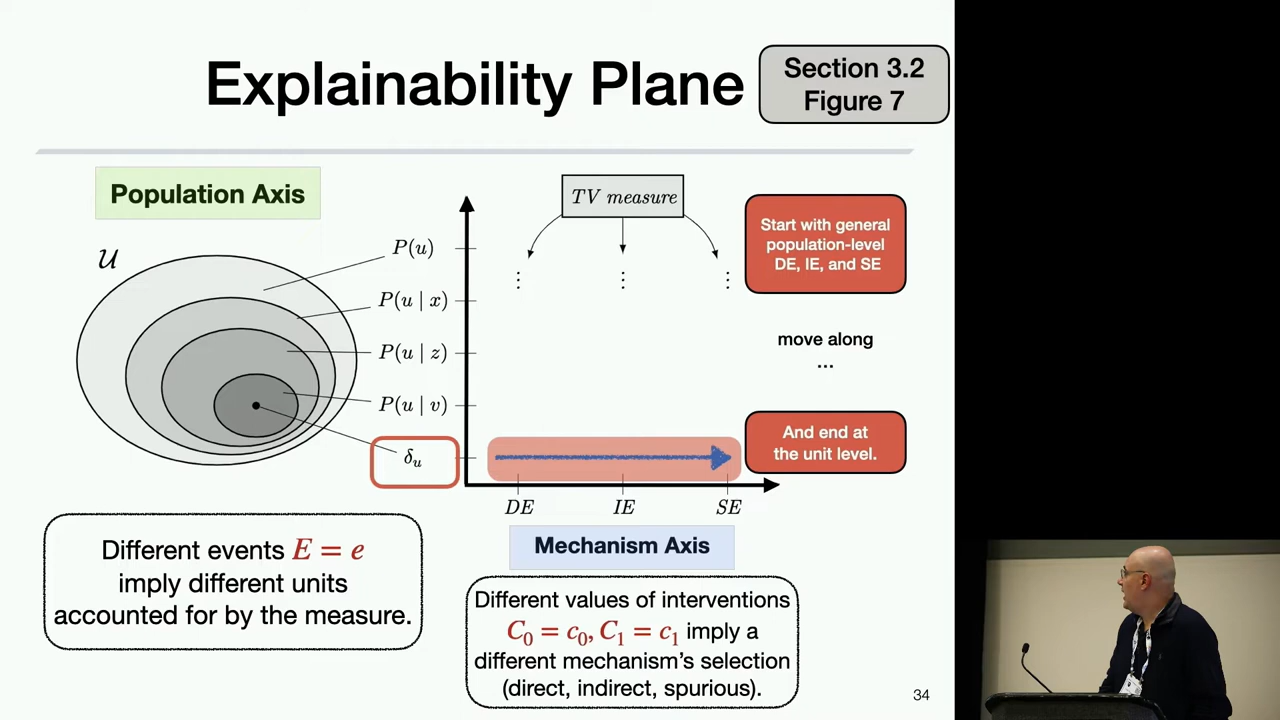 Explainability Plane
Section 3.2
Figure 7
Population Axis
𝒰
P(u)
P(u | x)
P(u | z)
P(u | v)
δu
TV measure
⋮ ⋮ ⋮
DE IE SE
Mechanism Axis
Start with general
population-level
DE, IE, and SE
move along
...
And end at
the unit level.
Different events E = e
imply different units
accounted for by the measure.
Different values of interventions
C0 = c0, C1 = c1 imply a
different mechanism's selection
(direct, indirect, spurious).
34